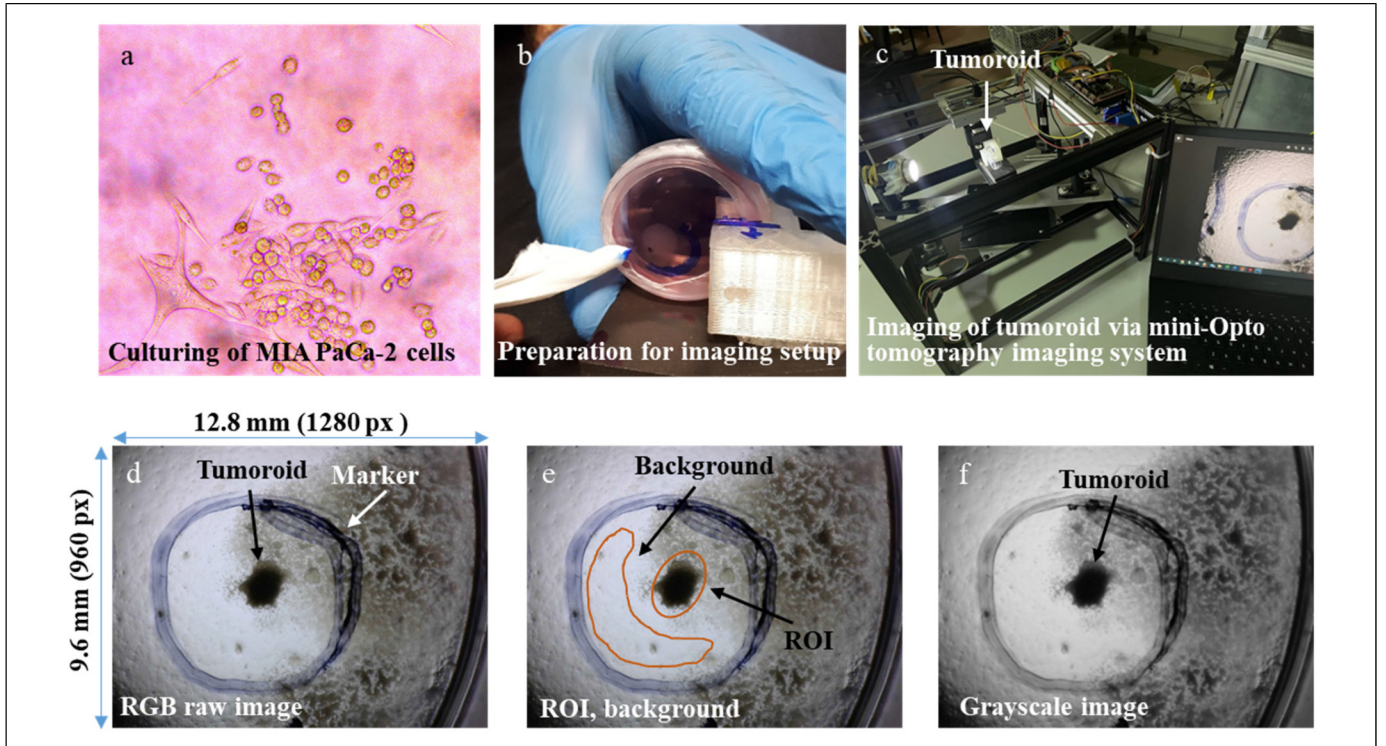 a
Culturing of MIA PaCa-2 cells
b
Preparation for imaging setup
c
Tumoroid
Imaging of tumoroid via mini-Opto
tomography imaging system
12.8 mm (1280 px )
9.6 mm (960 px)
d
Tumoroid
Marker
RGB raw image
e
Background
ROI
ROI, background
f
Tumoroid
Grayscale image